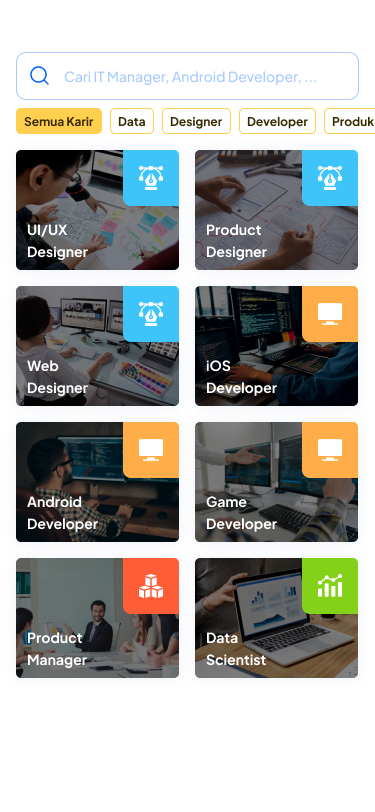 Cari IT Manager, Android Developer, ...
Semua Karir
Data
Designer
Developer
Produk
UI/UX
Designer
Product
Designer
Web
Designer
iOS
Developer
Android
Developer
Game
Developer
Product
Manager
Data
Scientist